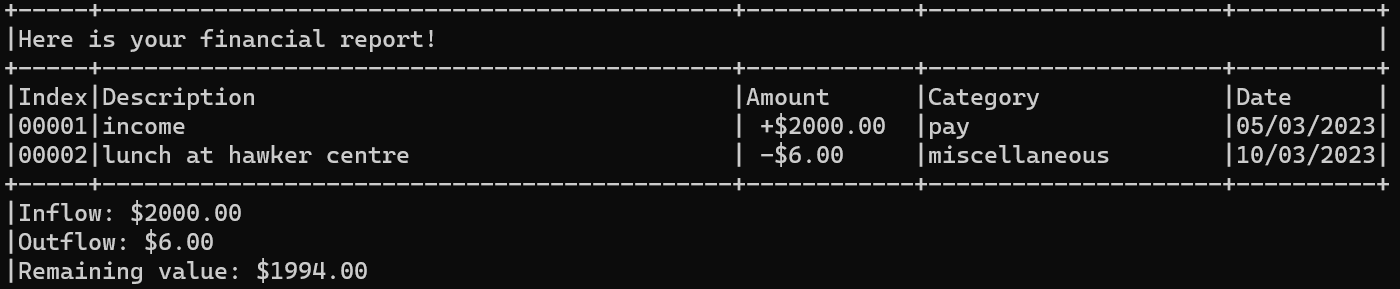 Here is your financial report!
Index|Description|Amount|Category|Date
00001|income|+$2000.00|pay|05/03/2023
00002|lunch at hawker centre|-$6.00|miscellaneous|10/03/2023
Inflow: $2000.00
Outflow: $6.00
Remaining value: $1994.00